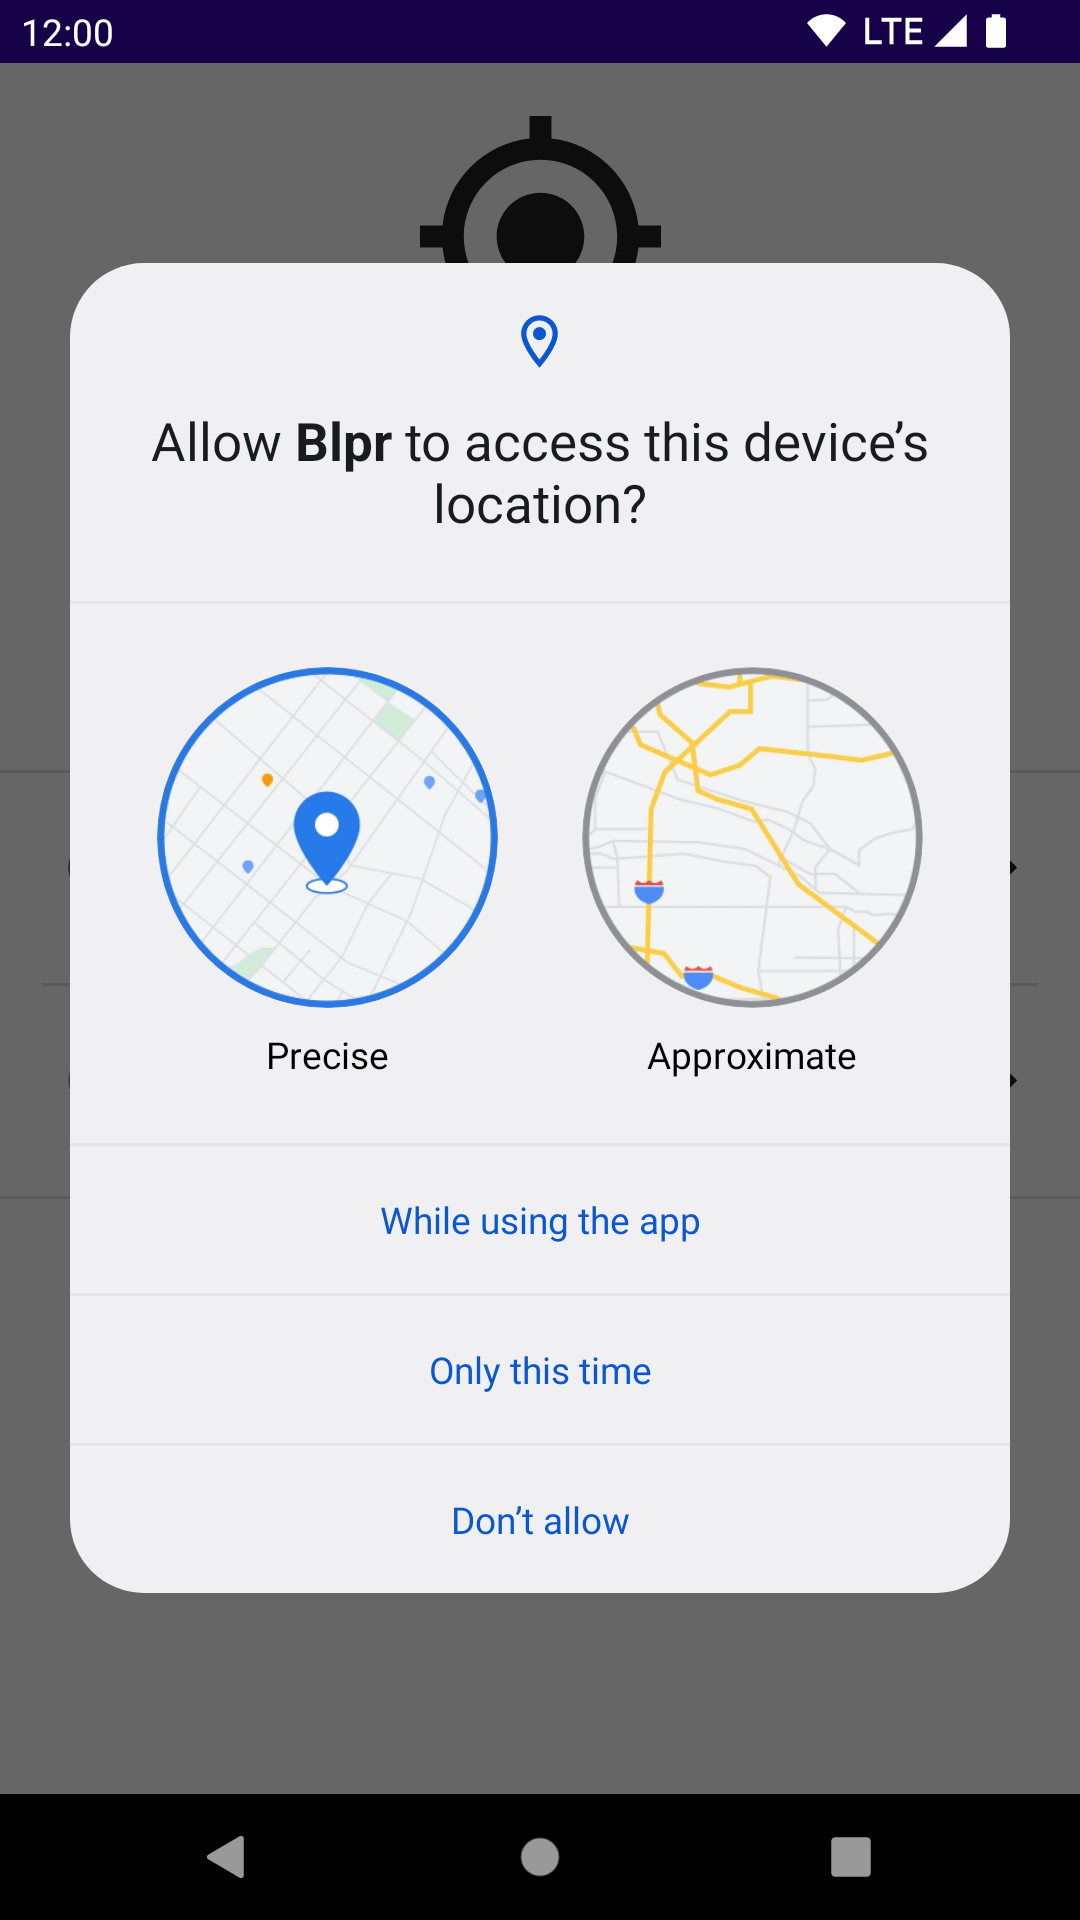 12:00
LTE
Allow Blpr to access this device’s
location?
Precise
Approximate
While using the app
Only this time
Don’t allow